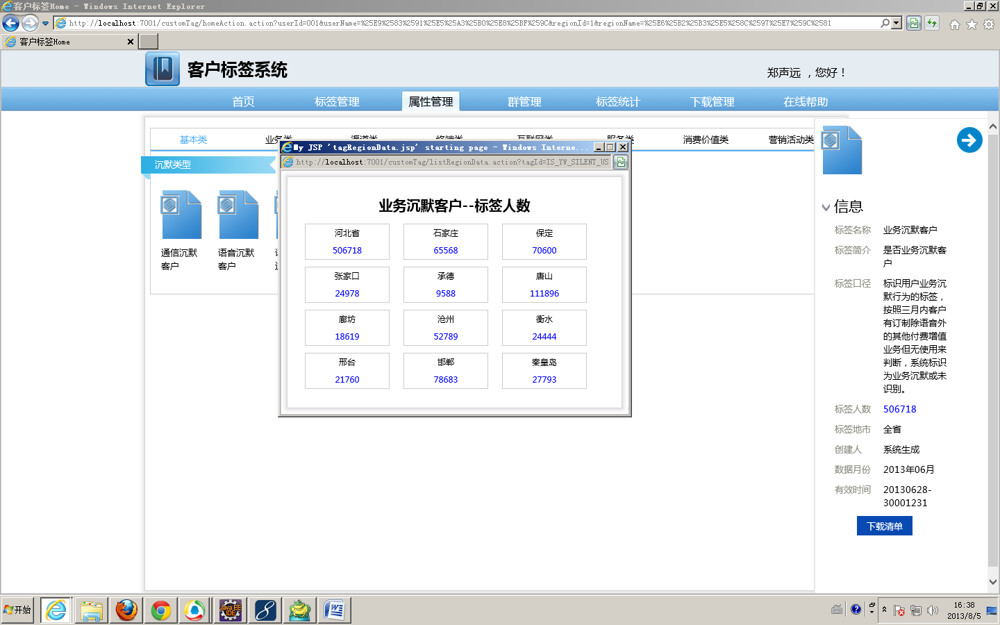 客户标签Home - Windows Internet Explorer
http://localhost:7001/customTag/homeAction.action?userId=001&userName=%25E9%2583%2591%25E5%25A3%25B0%25E8%25BF%259C&regionId=1&regionName=%25E6%25B2%25B3%25E5%258C%2597%25E7%259C%2581
客户标签Home
客户标签系统
郑声远 ，您好！
首页 标签管理 属性管理 群管理 标签统计 下载管理 在线帮助
基本类 业务类 渠道类 终端类 互联网类 服务类 消费价值类 营销活动类
沉默类型
通信沉默
客户
语音沉默
客户
My JSP 'tagRegionData.jsp' starting page - Windows Interne...
http://localhost:7001/customTag/listRegionData.action?tagId=IS_YW_SILENT_US
业务沉默客户--标签人数
河北省 石家庄 保定
506718 65568 70600
张家口 承德 唐山
24978 9588 111896
廊坊 沧州 衡水
18619 52789 24444
邢台 邯郸 秦皇岛
21760 78683 27793
信息
标签名称 业务沉默客户
标签简介 是否业务沉默客
户
标签口径 标识用户业务沉
默行为的标签，
按照三月内客户
有订制除语音外
的其他付费增值
业务但无使用来
判断，系统标识
为业务沉默或未
识别。
标签人数 506718
标签地市 全省
创建人 系统生成
数据月份 2013年06月
有效时间 20130628-
30001231
下载清单
开始
Java EE
IDE
16:38
2013/8/5